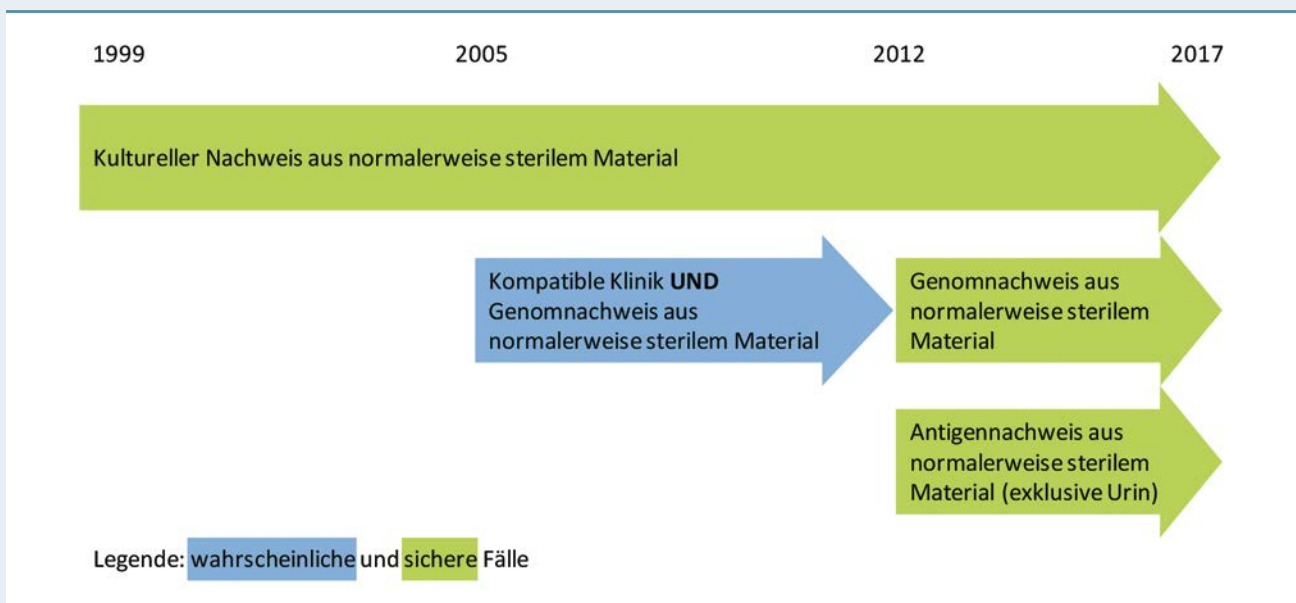 1999 2005 2012 2017
Kultureller Nachweis aus normalerweise sterilem Material
Kompatible Klinik UND
Genomnachweis aus
normalerweise sterilem Material
Genomnachweis aus
normalerweise sterilem
Material
Antigennachweis aus
normalerweise sterilem
Material (exklusive Urin)
Legende: wahrscheinliche und sichere Fälle